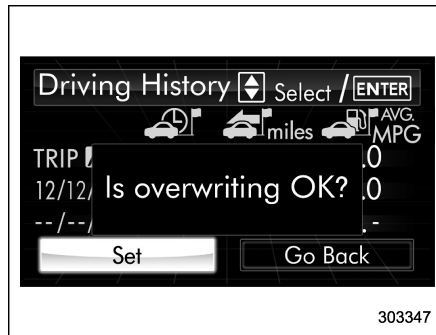 Driving History Select / ENTER
miles AVG. MPG
TRIP .0
12/12/ .0
Is overwriting OK?
--/--/ .-
Set Go Back
303347